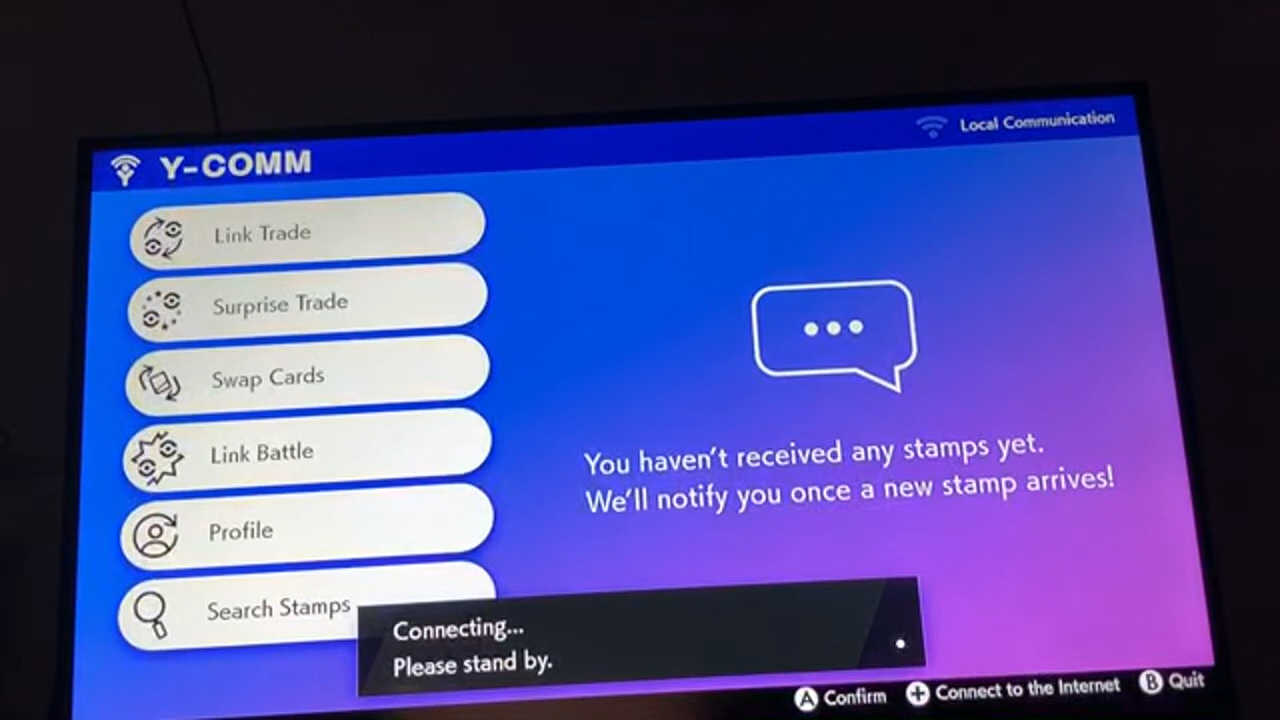 Y-COMM
Local Communication
Link Trade
Surprise Trade
Swap Cards
Link Battle
Profile
Search Stamps
You haven't received any stamps yet.
We'll notify you once a new stamp arrives!
Connecting...
Please stand by.
A Confirm + Connect to the Internet B Quit